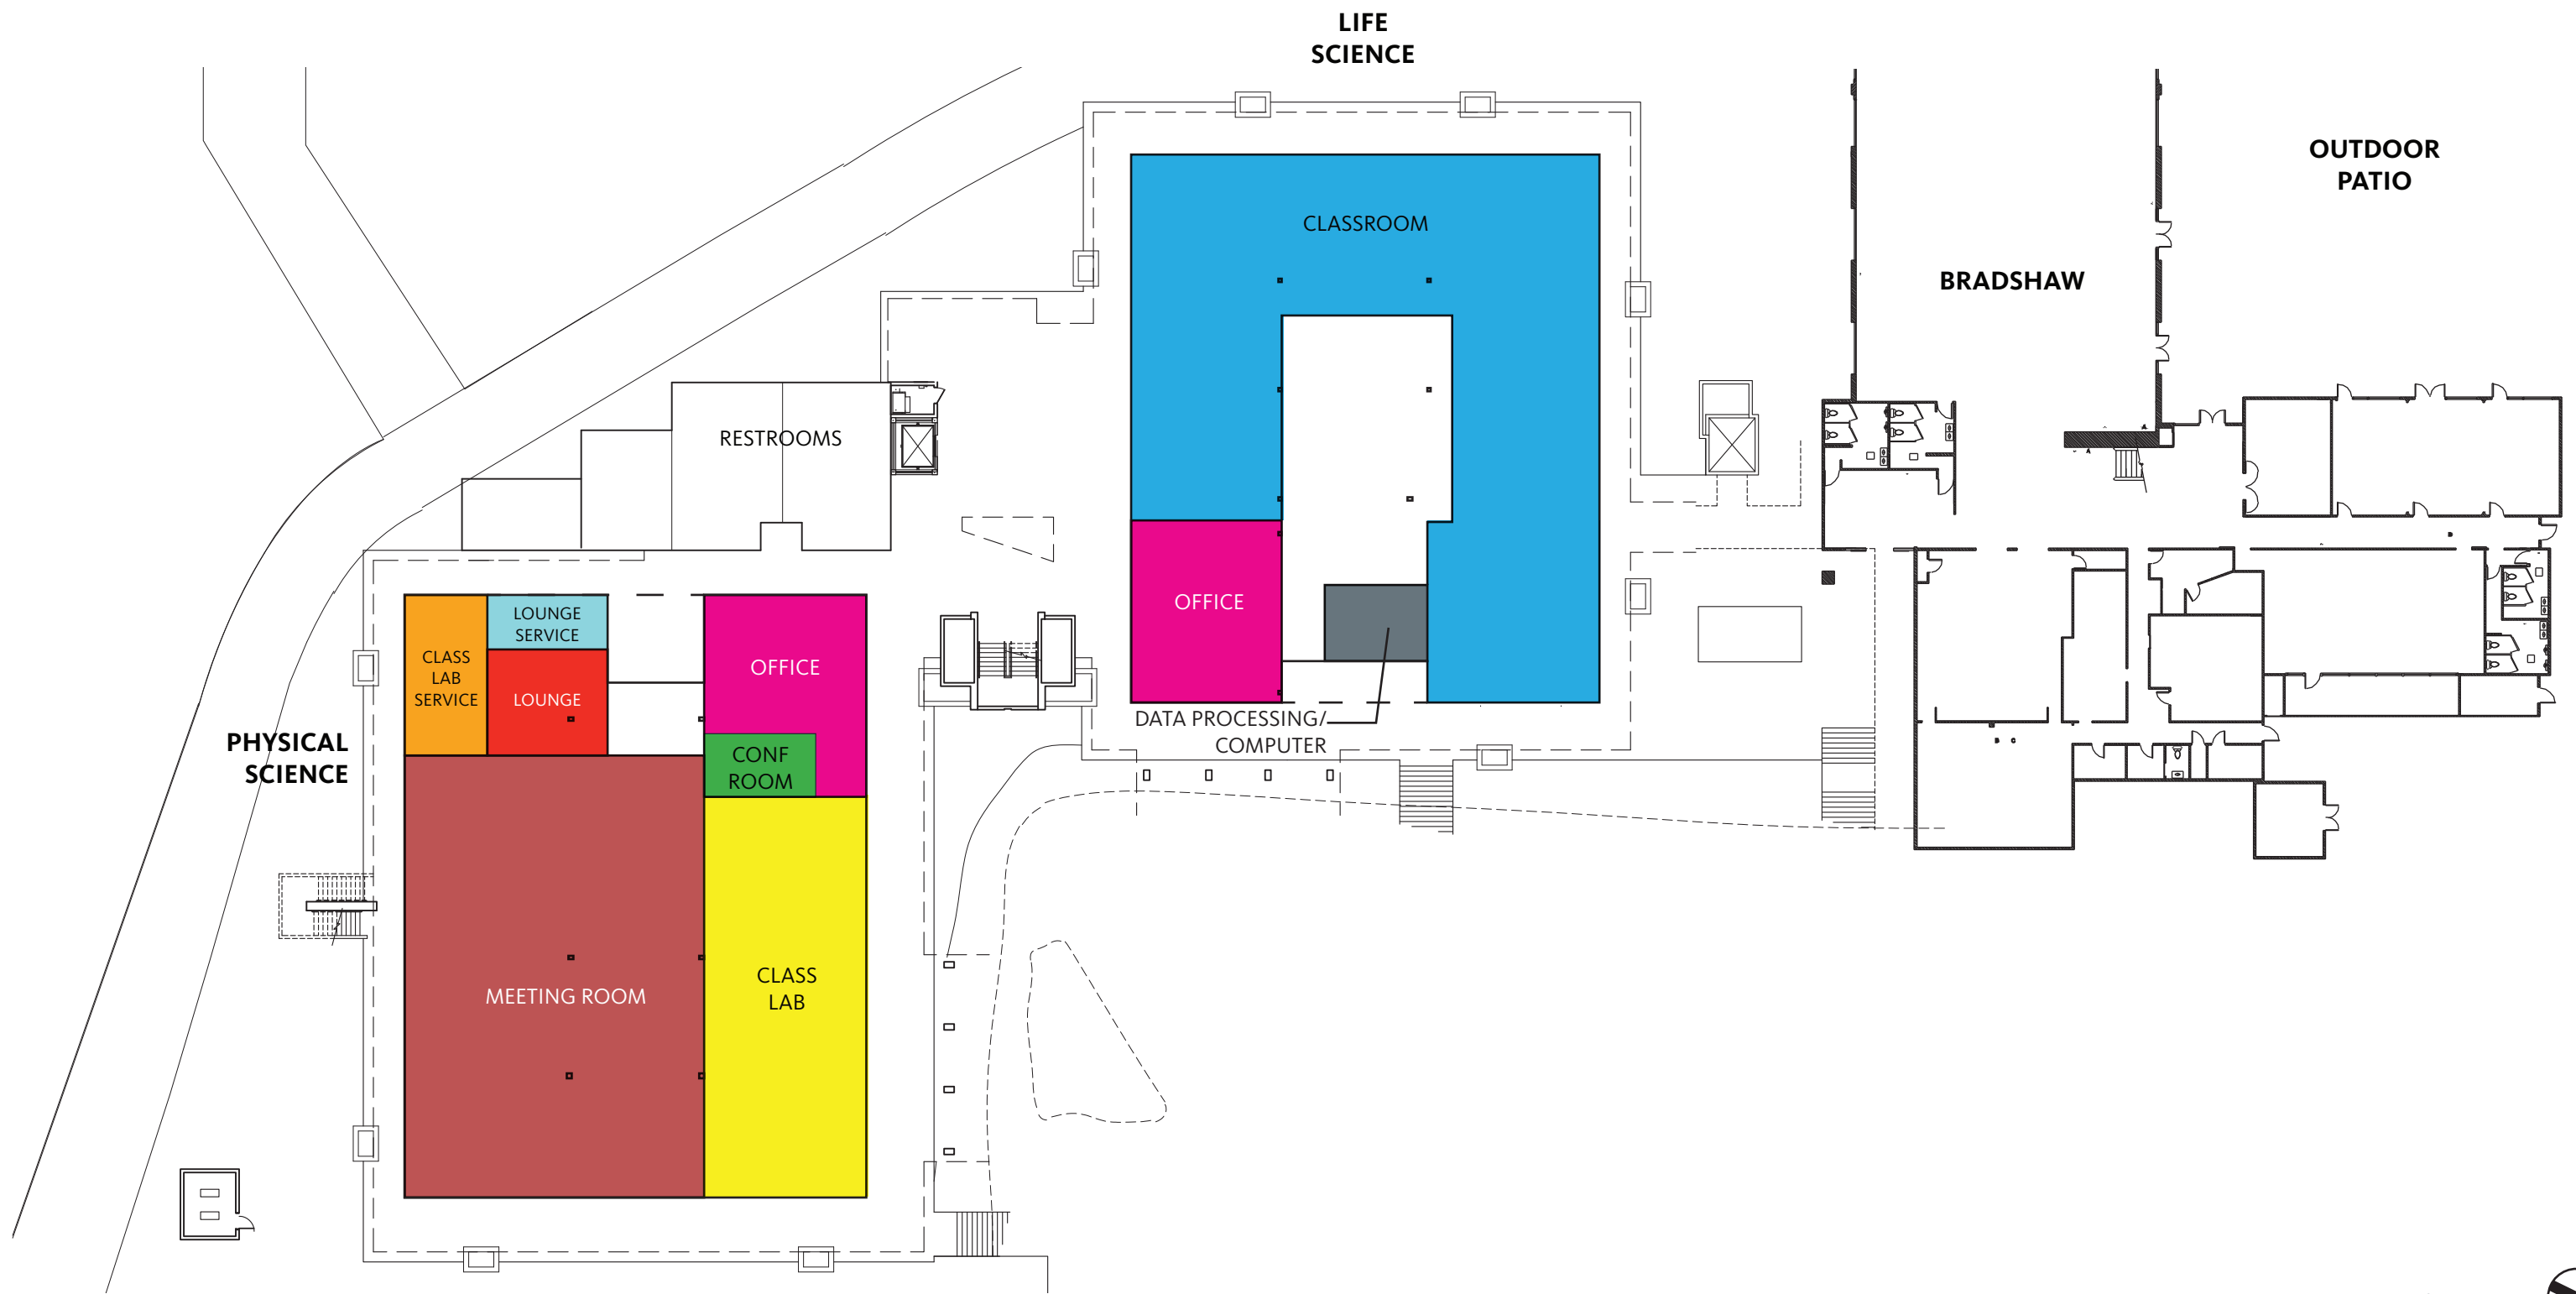 LIFE
SCIENCE
OUTDOOR
PATIO
CLASSROOM
BRADSHAW
RESTROOMS
OFFICE
LOUNGE
SERVICE
CLASS
LAB
SERVICE
LOUNGE
OFFICE
DATA PROCESSING/
COMPUTER
PHYSICAL
SCIENCE
CONF
ROOM
MEETING ROOM
CLASS
LAB